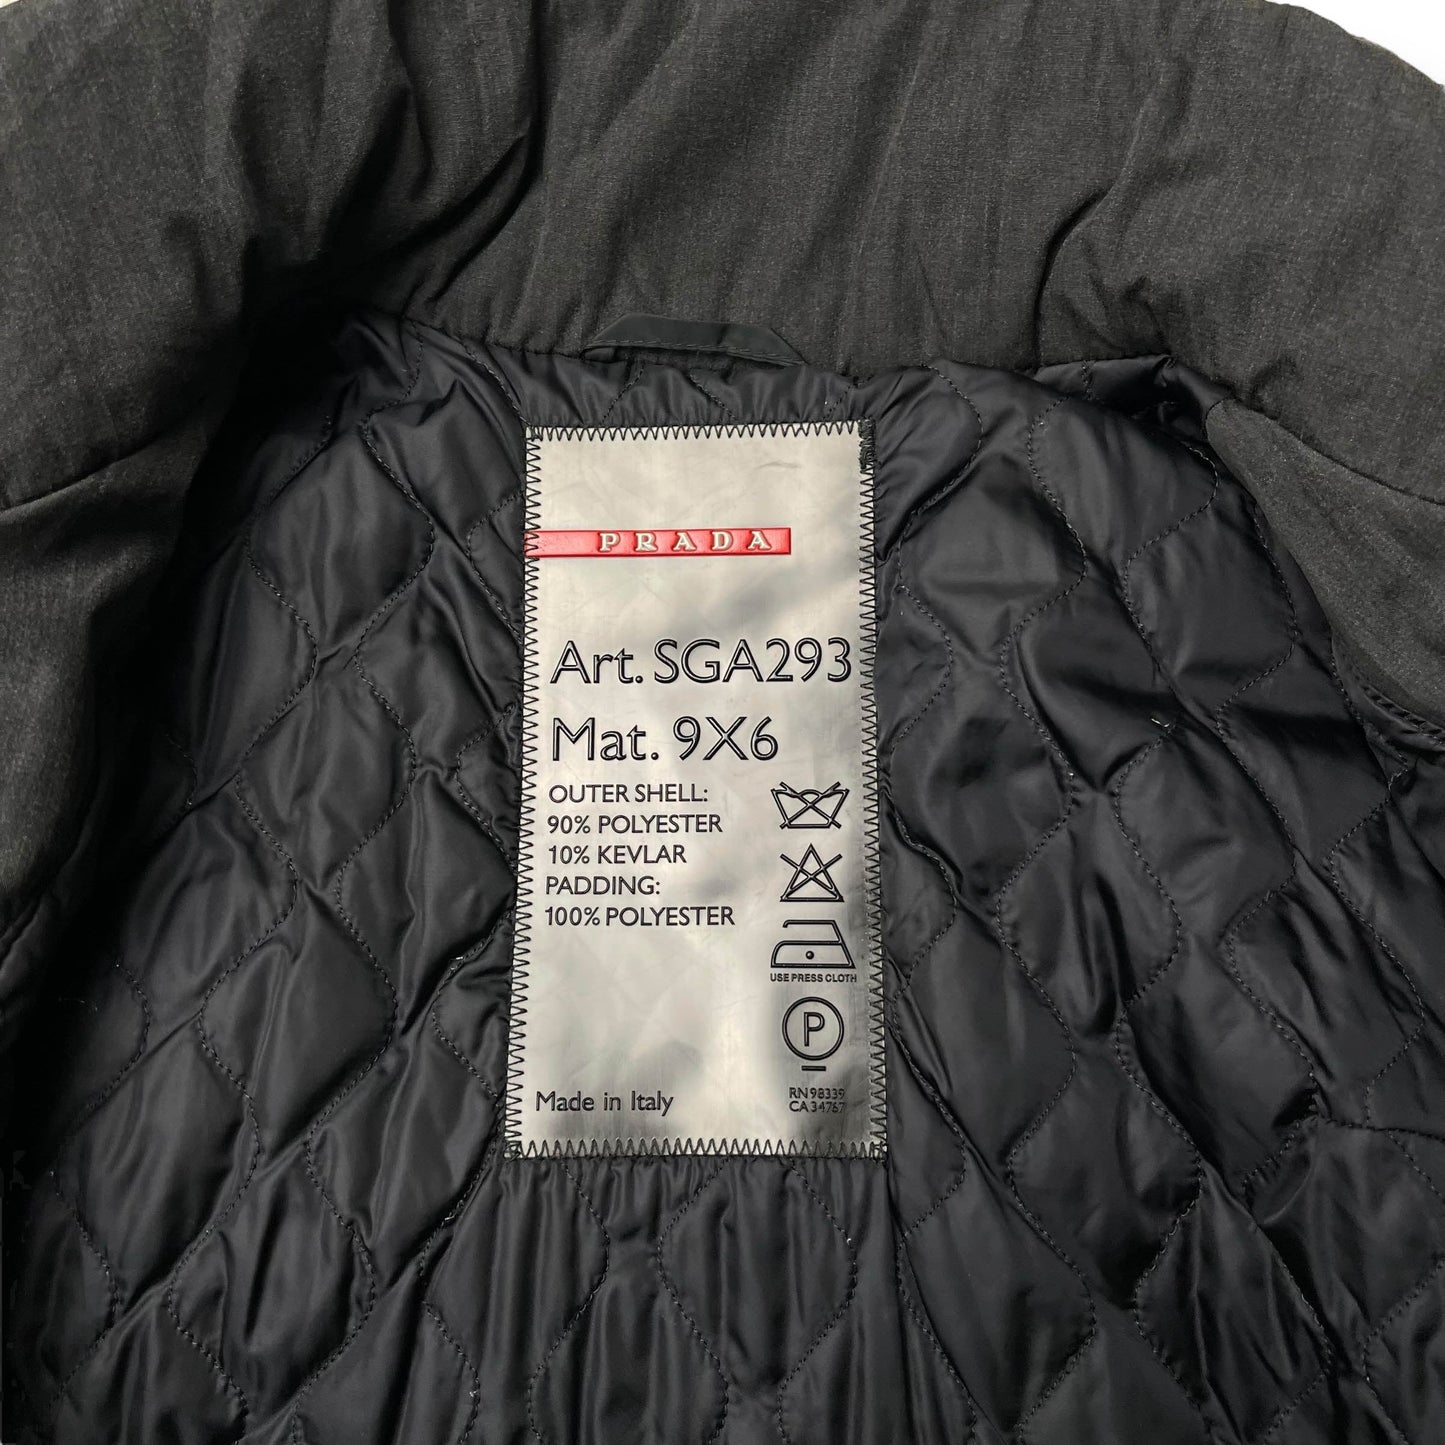 PRADA
Art. SGA293
Mat. 9X6
OUTER SHELL:
90% POLYESTER
10% KEVLAR
PADDING:
100% POLYESTER
USE PRESS CLOTH
P
Made in Italy
RN 98339
CA 34767